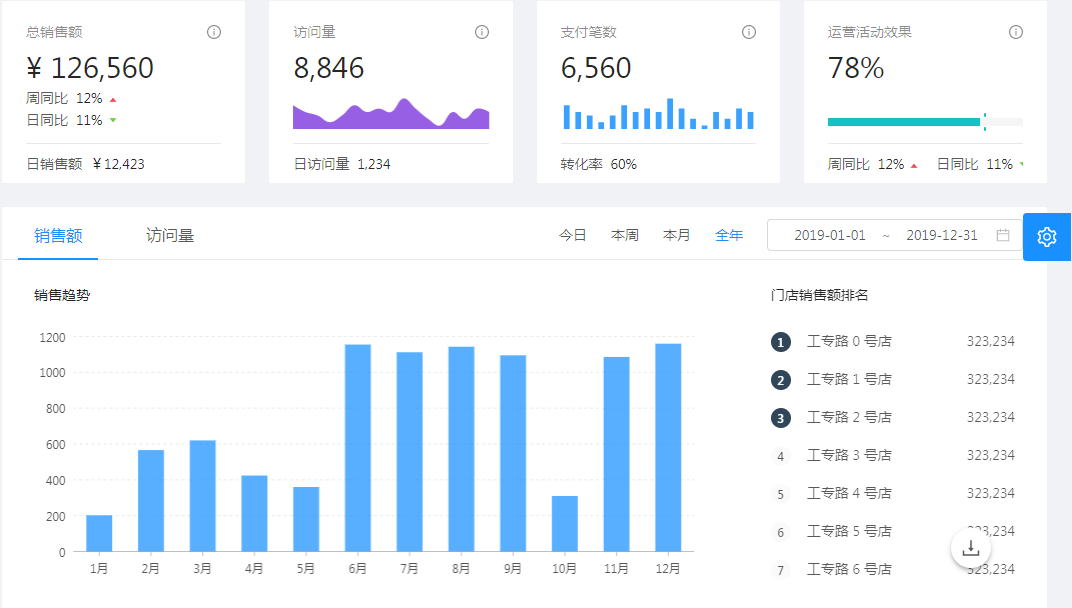 总销售额
¥ 126,560
周同比 12%
日同比 11%
日销售额 ¥12,423
访问量
8,846
日访问量 1,234
支付笔数
6,560
转化率 60%
运营活动效果
78%
周同比 12% 日同比 11%
销售额 访问量 今日 本周 本月 全年 2019-01-01 ~ 2019-12-31
销售趋势
1200
1000
800
600
400
200
0
1月 2月 3月 4月 5月 6月 7月 8月 9月 10月 11月 12月
门店销售额排名
1 工专路 0 号店 323,234
2 工专路 1 号店 323,234
3 工专路 2 号店 323,234
4 工专路 3 号店 323,234
5 工专路 4 号店 323,234
6 工专路 5 号店
7 工专路 6 号店 323,234